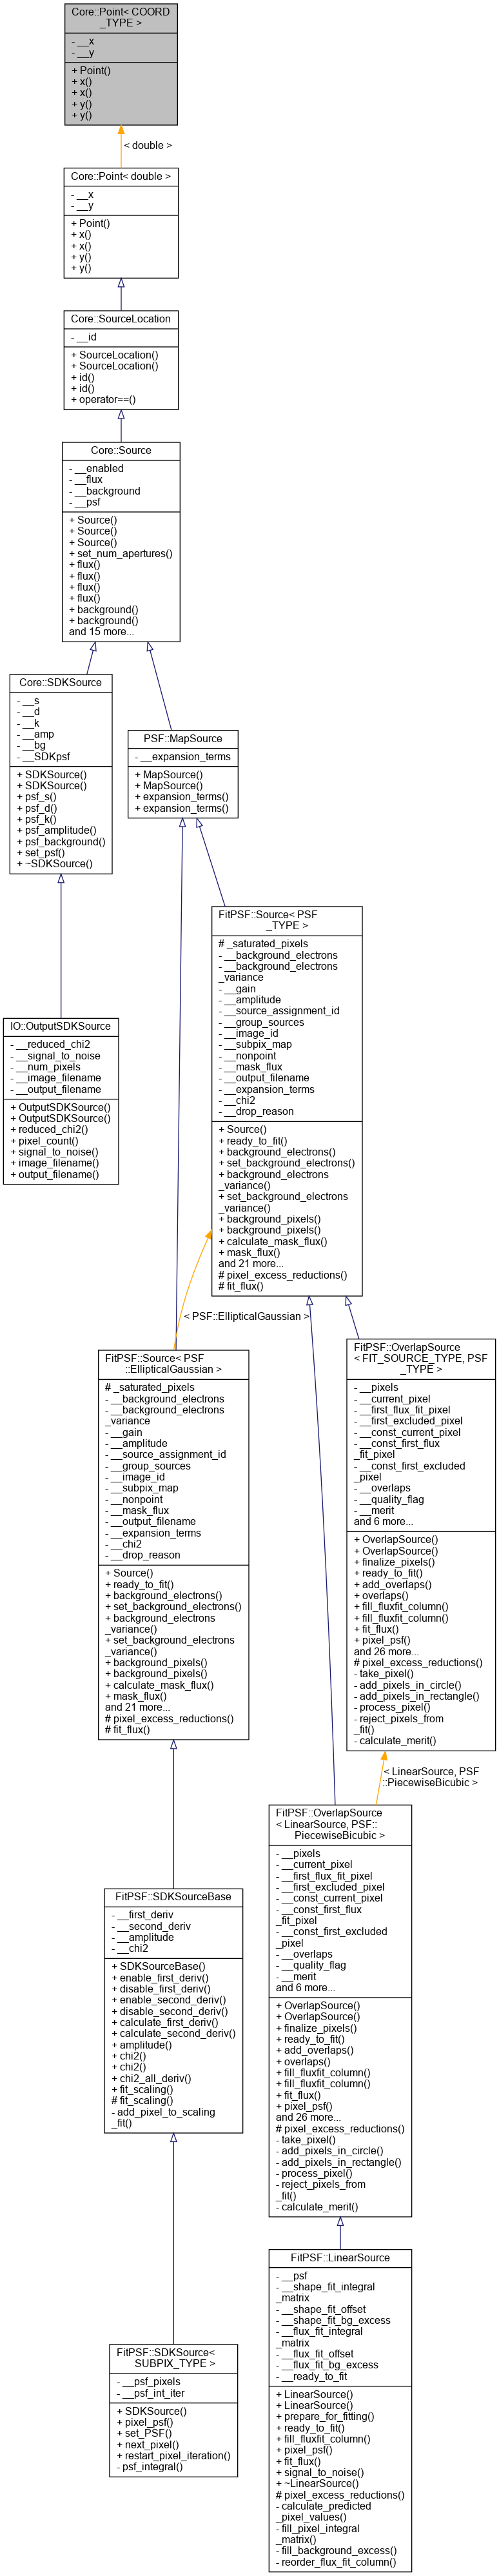 Core::Point< COORD
_TYPE >
- __x
- __y
+ Point()
+ x()
+ x()
+ y()
+ y()
< double >
Core::Point< double >
- __x
- __y
+ Point()
+ x()
+ x()
+ y()
+ y()
Core::SourceLocation
- __id
+ SourceLocation()
+ SourceLocation()
+ id()
+ id()
+ operator==()
Core::Source
- __enabled
- __flux
- __background
- __psf
+ Source()
+ Source()
+ Source()
+ set_num_apertures()
+ flux()
+ flux()
+ flux()
+ flux()
+ background()
+ background()
and 15 more...
Core::SDKSource
- __s
- __d
- __k
- __amp
- __bg
- __SDKpsf
+ SDKSource()
+ SDKSource()
+ psf_s()
+ psf_d()
+ psf_k()
+ psf_amplitude()
+ psf_background()
+ set_psf()
+ ~SDKSource()
PSF::MapSource
- __expansion_terms
+ MapSource()
+ MapSource()
+ expansion_terms()
+ expansion_terms()
IO::OutputSDKSource
- __reduced_chi2
- __signal_to_noise
- __num_pixels
- __image_filename
- __output_filename
+ OutputSDKSource()
+ OutputSDKSource()
+ reduced_chi2()
+ pixel_count()
+ signal_to_noise()
+ image_filename()
+ output_filename()
FitPSF::Source< PSF
_TYPE >
# _saturated_pixels
- __background_electrons
- __background_electrons
_variance
- __gain
- __amplitude
- __source_assignment_id
- __group_sources
- __image_id
- __subpix_map
- __nonpoint
- __mask_flux
- __output_filename
- __expansion_terms
- __chi2
- __drop_reason
+ Source()
+ ready_to_fit()
+ background_electrons()
+ set_background_electrons()
+ background_electrons
_variance()
+ set_background_electrons
_variance()
+ background_pixels()
+ background_pixels()
+ calculate_mask_flux()
+ mask_flux()
and 21 more...
# pixel_excess_reductions()
# fit_flux()
< PSF::EllipticalGaussian >
FitPSF::Source< PSF
::EllipticalGaussian >
# _saturated_pixels
- __background_electrons
- __background_electrons
_variance
- __gain
- __amplitude
- __source_assignment_id
- __group_sources
- __image_id
- __subpix_map
- __nonpoint
- __mask_flux
- __output_filename
- __expansion_terms
- __chi2
- __drop_reason
+ Source()
+ ready_to_fit()
+ background_electrons()
+ set_background_electrons()
+ background_electrons
_variance()
+ set_background_electrons
_variance()
+ background_pixels()
+ background_pixels()
+ calculate_mask_flux()
+ mask_flux()
and 21 more...
# pixel_excess_reductions()
# fit_flux()
FitPSF::OverlapSource
< FIT_SOURCE_TYPE, PSF
_TYPE >
- __pixels
- __current_pixel
- __first_flux_fit_pixel
- __first_excluded_pixel
- __const_current_pixel
- __const_first_flux
_fit_pixel
- __const_first_excluded
_pixel
- __overlaps
- __quality_flag
- __merit
and 6 more...
+ OverlapSource()
+ OverlapSource()
+ finalize_pixels()
+ ready_to_fit()
+ add_overlaps()
+ overlaps()
+ fill_fluxfit_column()
+ fill_fluxfit_column()
+ fit_flux()
+ pixel_psf()
and 26 more...
# pixel_excess_reductions()
- take_pixel()
- add_pixels_in_circle()
- add_pixels_in_rectangle()
- process_pixel()
- reject_pixels_from
_fit()
- calculate_merit()
< LinearSource, PSF
::PiecewiseBicubic >
FitPSF::OverlapSource
< LinearSource, PSF::
PiecewiseBicubic >
- __pixels
- __current_pixel
- __first_flux_fit_pixel
- __first_excluded_pixel
- __const_current_pixel
- __const_first_flux
_fit_pixel
- __const_first_excluded
_pixel
- __overlaps
- __quality_flag
- __merit
and 6 more...
+ OverlapSource()
+ OverlapSource()
+ finalize_pixels()
+ ready_to_fit()
+ add_overlaps()
+ overlaps()
+ fill_fluxfit_column()
+ fill_fluxfit_column()
+ fit_flux()
+ pixel_psf()
and 26 more...
# pixel_excess_reductions()
- take_pixel()
- add_pixels_in_circle()
- add_pixels_in_rectangle()
- process_pixel()
- reject_pixels_from
_fit()
- calculate_merit()
FitPSF::SDKSourceBase
- __first_deriv
- __second_deriv
- __amplitude
- __chi2
+ SDKSourceBase()
+ enable_first_deriv()
+ disable_first_deriv()
+ enable_second_deriv()
+ disable_second_deriv()
+ calculate_first_deriv()
+ calculate_second_deriv()
+ amplitude()
+ chi2()
+ chi2()
+ chi2_all_deriv()
+ fit_scaling()
# fit_scaling()
- add_pixel_to_scaling
_fit()
FitPSF::LinearSource
- __psf
- __shape_fit_integral
_matrix
- __shape_fit_offset
- __shape_fit_bg_excess
- __flux_fit_integral
_matrix
- __flux_fit_offset
- __flux_fit_bg_excess
- __ready_to_fit
+ LinearSource()
+ LinearSource()
+ prepare_for_fitting()
+ ready_to_fit()
+ fill_fluxfit_column()
+ pixel_psf()
+ fit_flux()
+ signal_to_noise()
+ ~LinearSource()
# pixel_excess_reductions()
- calculate_predicted
_pixel_values()
- fill_pixel_integral
_matrix()
- fill_background_excess()
- reorder_flux_fit_column()
FitPSF::SDKSource<
SUBPIX_TYPE >
- __psf_pixels
- __psf_int_iter
+ SDKSource()
+ pixel_psf()
+ set_PSF()
+ next_pixel()
+ restart_pixel_iteration()
- psf_integral()